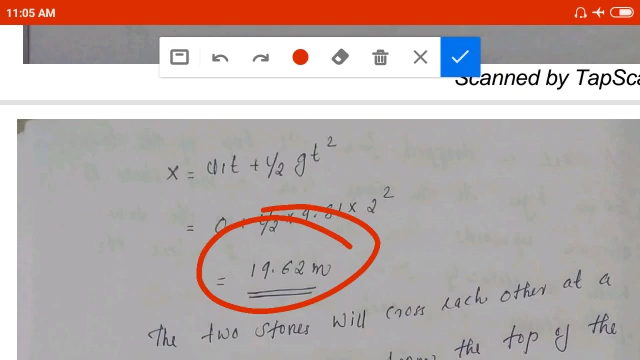 11:05 AM
Scanned by TapSca
x = u1t + 1/2 gt²
= 0 + 1/2 × 9.81 × 2²
= 19.62 m
The two stones will cross each other at a
the top of the